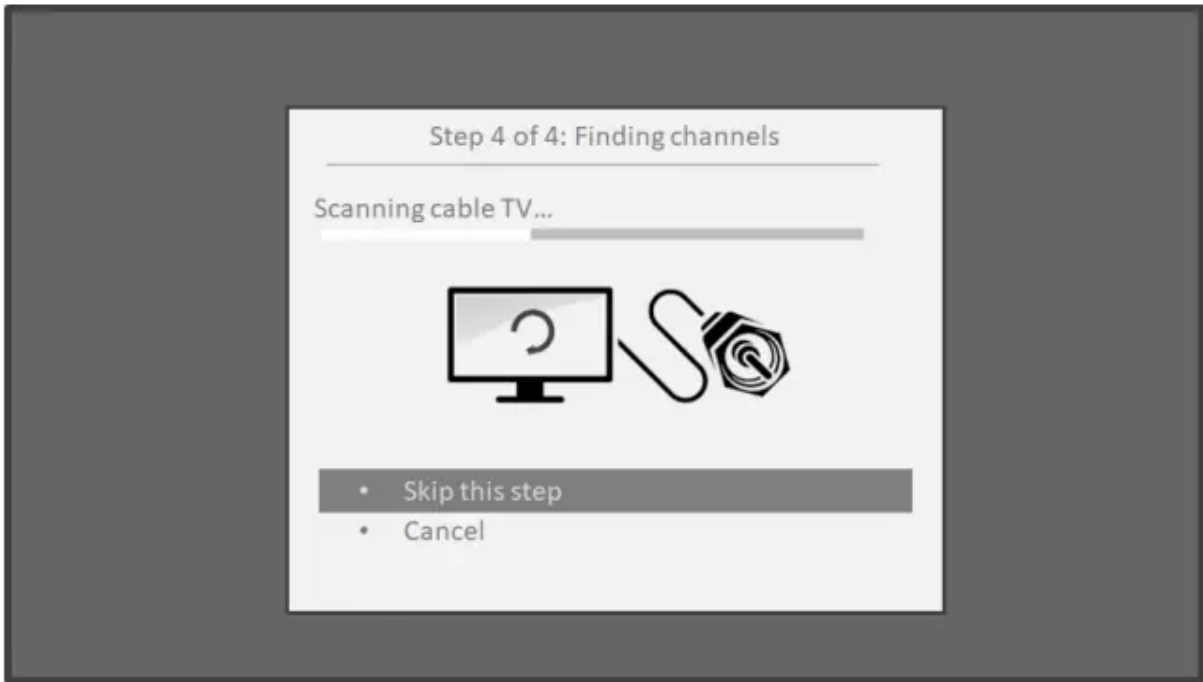 Step 4 of 4: Finding channels
Scanning cable TV...
• Skip this step
• Cancel